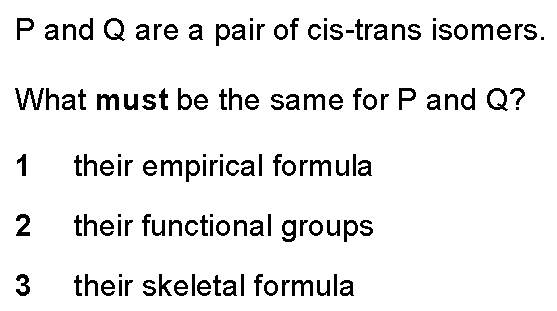 P and Q are a pair of cis-trans isomers.
What must be the same for P and Q?
1 their empirical formula
2 their functional groups
3 their skeletal formula